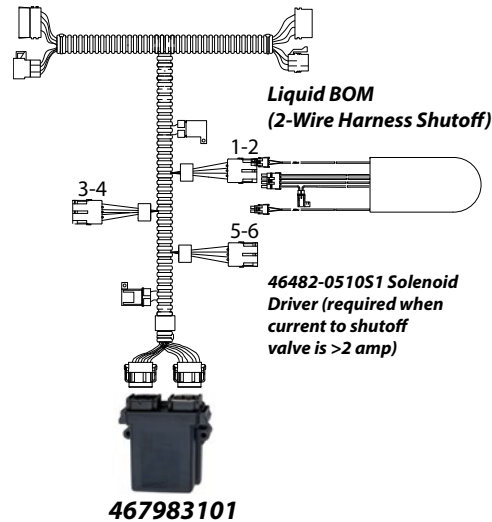 Liquid BOM
(2-Wire Harness Shutoff)
1-2
3-4
5-6
46482-0510S1 Solenoid
Driver (required when
current to shutoff
valve is >2 amp)
467983101